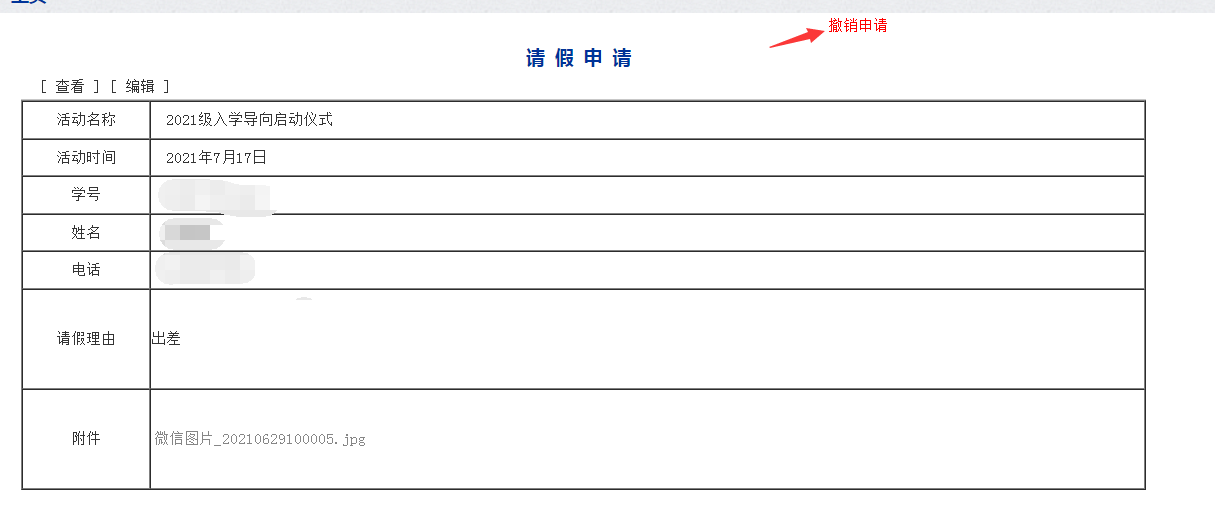 撤销申请
请假申请
[ 查看 ] [ 编辑 ]
活动名称 2021级入学导向启动仪式
活动时间 2021年7月17日
学号
姓名
电话
请假理由 出差
附件 微信图片_20210629100005.jpg